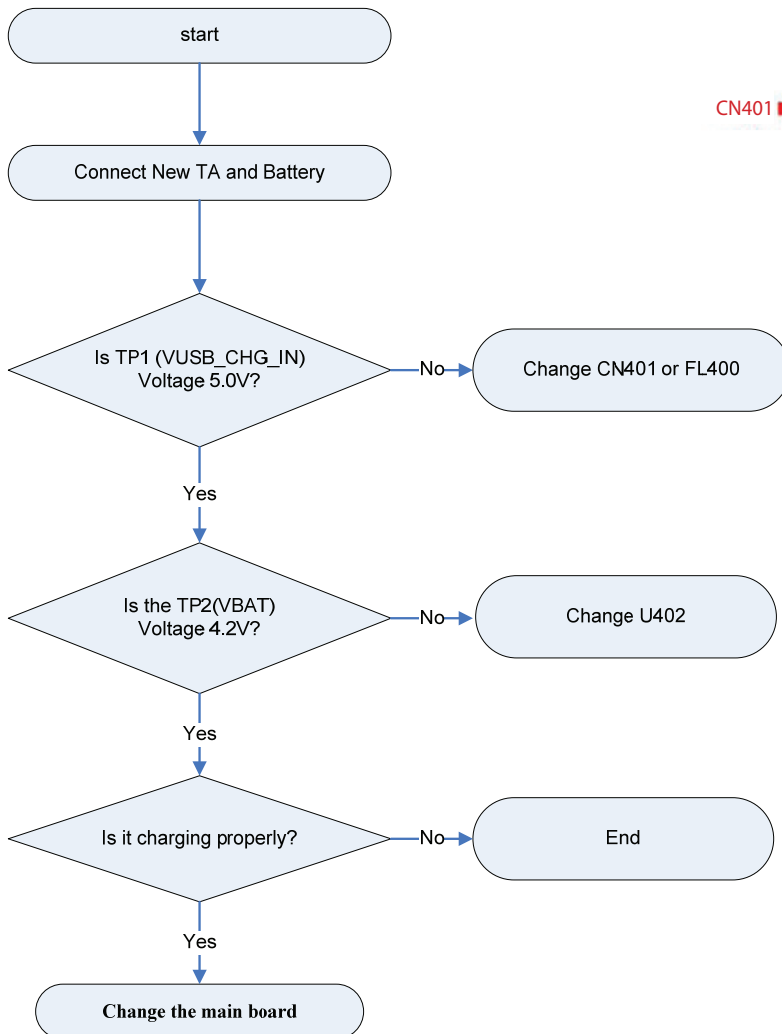 start
CN401
Connect New TA and Battery
Is TP1 (VUSB_CHG_IN)
Voltage 5.0V?
No
Change CN401 or FL400
Yes
Is the TP2(VBAT)
Voltage 4.2V?
No
Change U402
Yes
Is it charging properly?
No
End
Yes
Change the main board